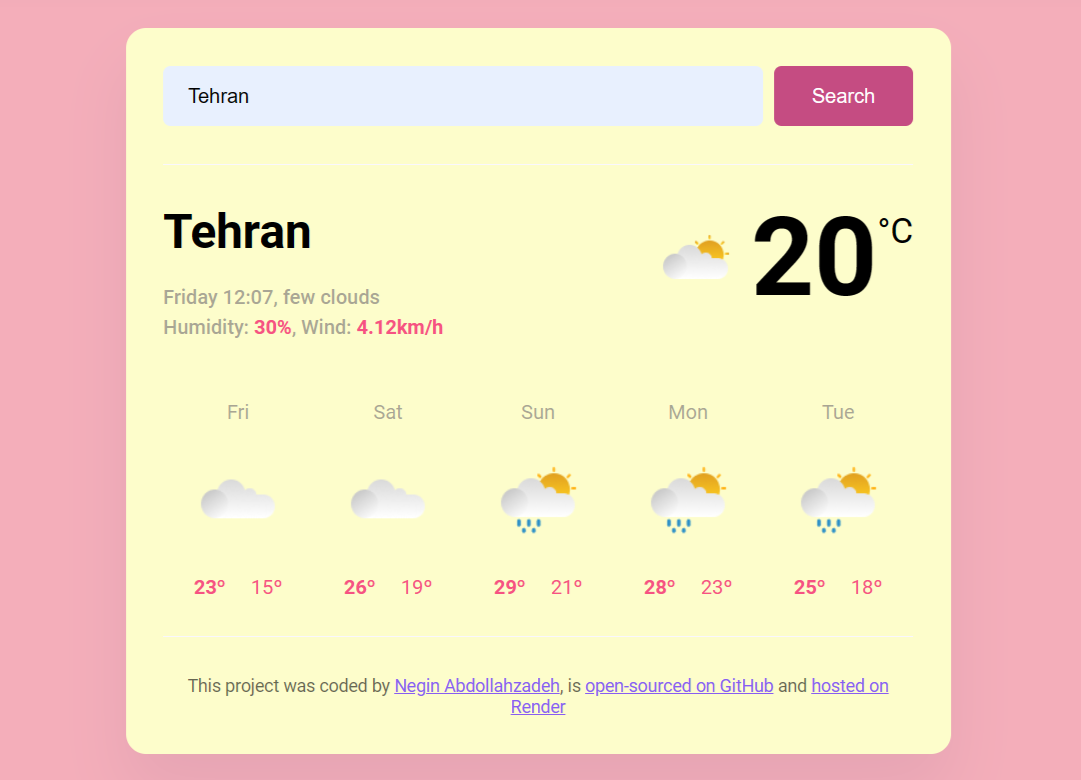 Tehran
Search
Tehran
20°C
Friday 12:07, few clouds
Humidity: 30%, Wind: 4.12km/h
Fri Sat Sun Mon Tue
23° 15° 26° 19° 29° 21° 28° 23° 25° 18°
This project was coded by Negin Abdollahzadeh, is open-sourced on GitHub and hosted on
Render